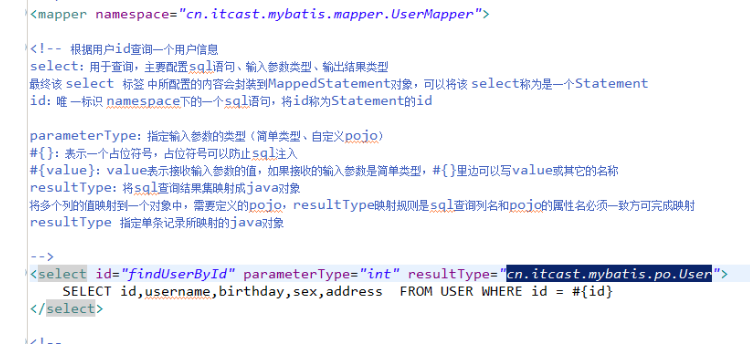 <mapper namespace="cn.itcast.mybatis.mapper.UserMapper">
<!-- 根据用户id查询一个用户信息
select：用于查询，主要配置sql语句、输入参数类型、输出结果类型
最终该 select 标签 中所配置的内容会封装到MappedStatement对象，可以将该 select称为是一个Statement
id：唯一标识 namespace下的一个sql语句，将id称为Statement的id
parameterType：指定输入参数的类型（简单类型、自定义pojo）
#{}：表示一个占位符号，占位符号可以防止sql注入
#{value}：value表示接收输入参数的值，如果接收的输入参数是简单类型，#{}里边可以写value或其它的名称
resultType：将sql查询结果集映射成java对象
将多个列的值映射到一个对象中，需要定义的pojo，resultType映射规则是sql查询列名和pojo的属性名必须一致方可完成映射
resultType 指定单条记录所映射的java对象
-->
<select id="findUserById" parameterType="int" resultType="cn.itcast.mybatis.po.User">
SELECT id,username,birthday,sex,address  FROM USER WHERE id = #{id}
</select>
<!--